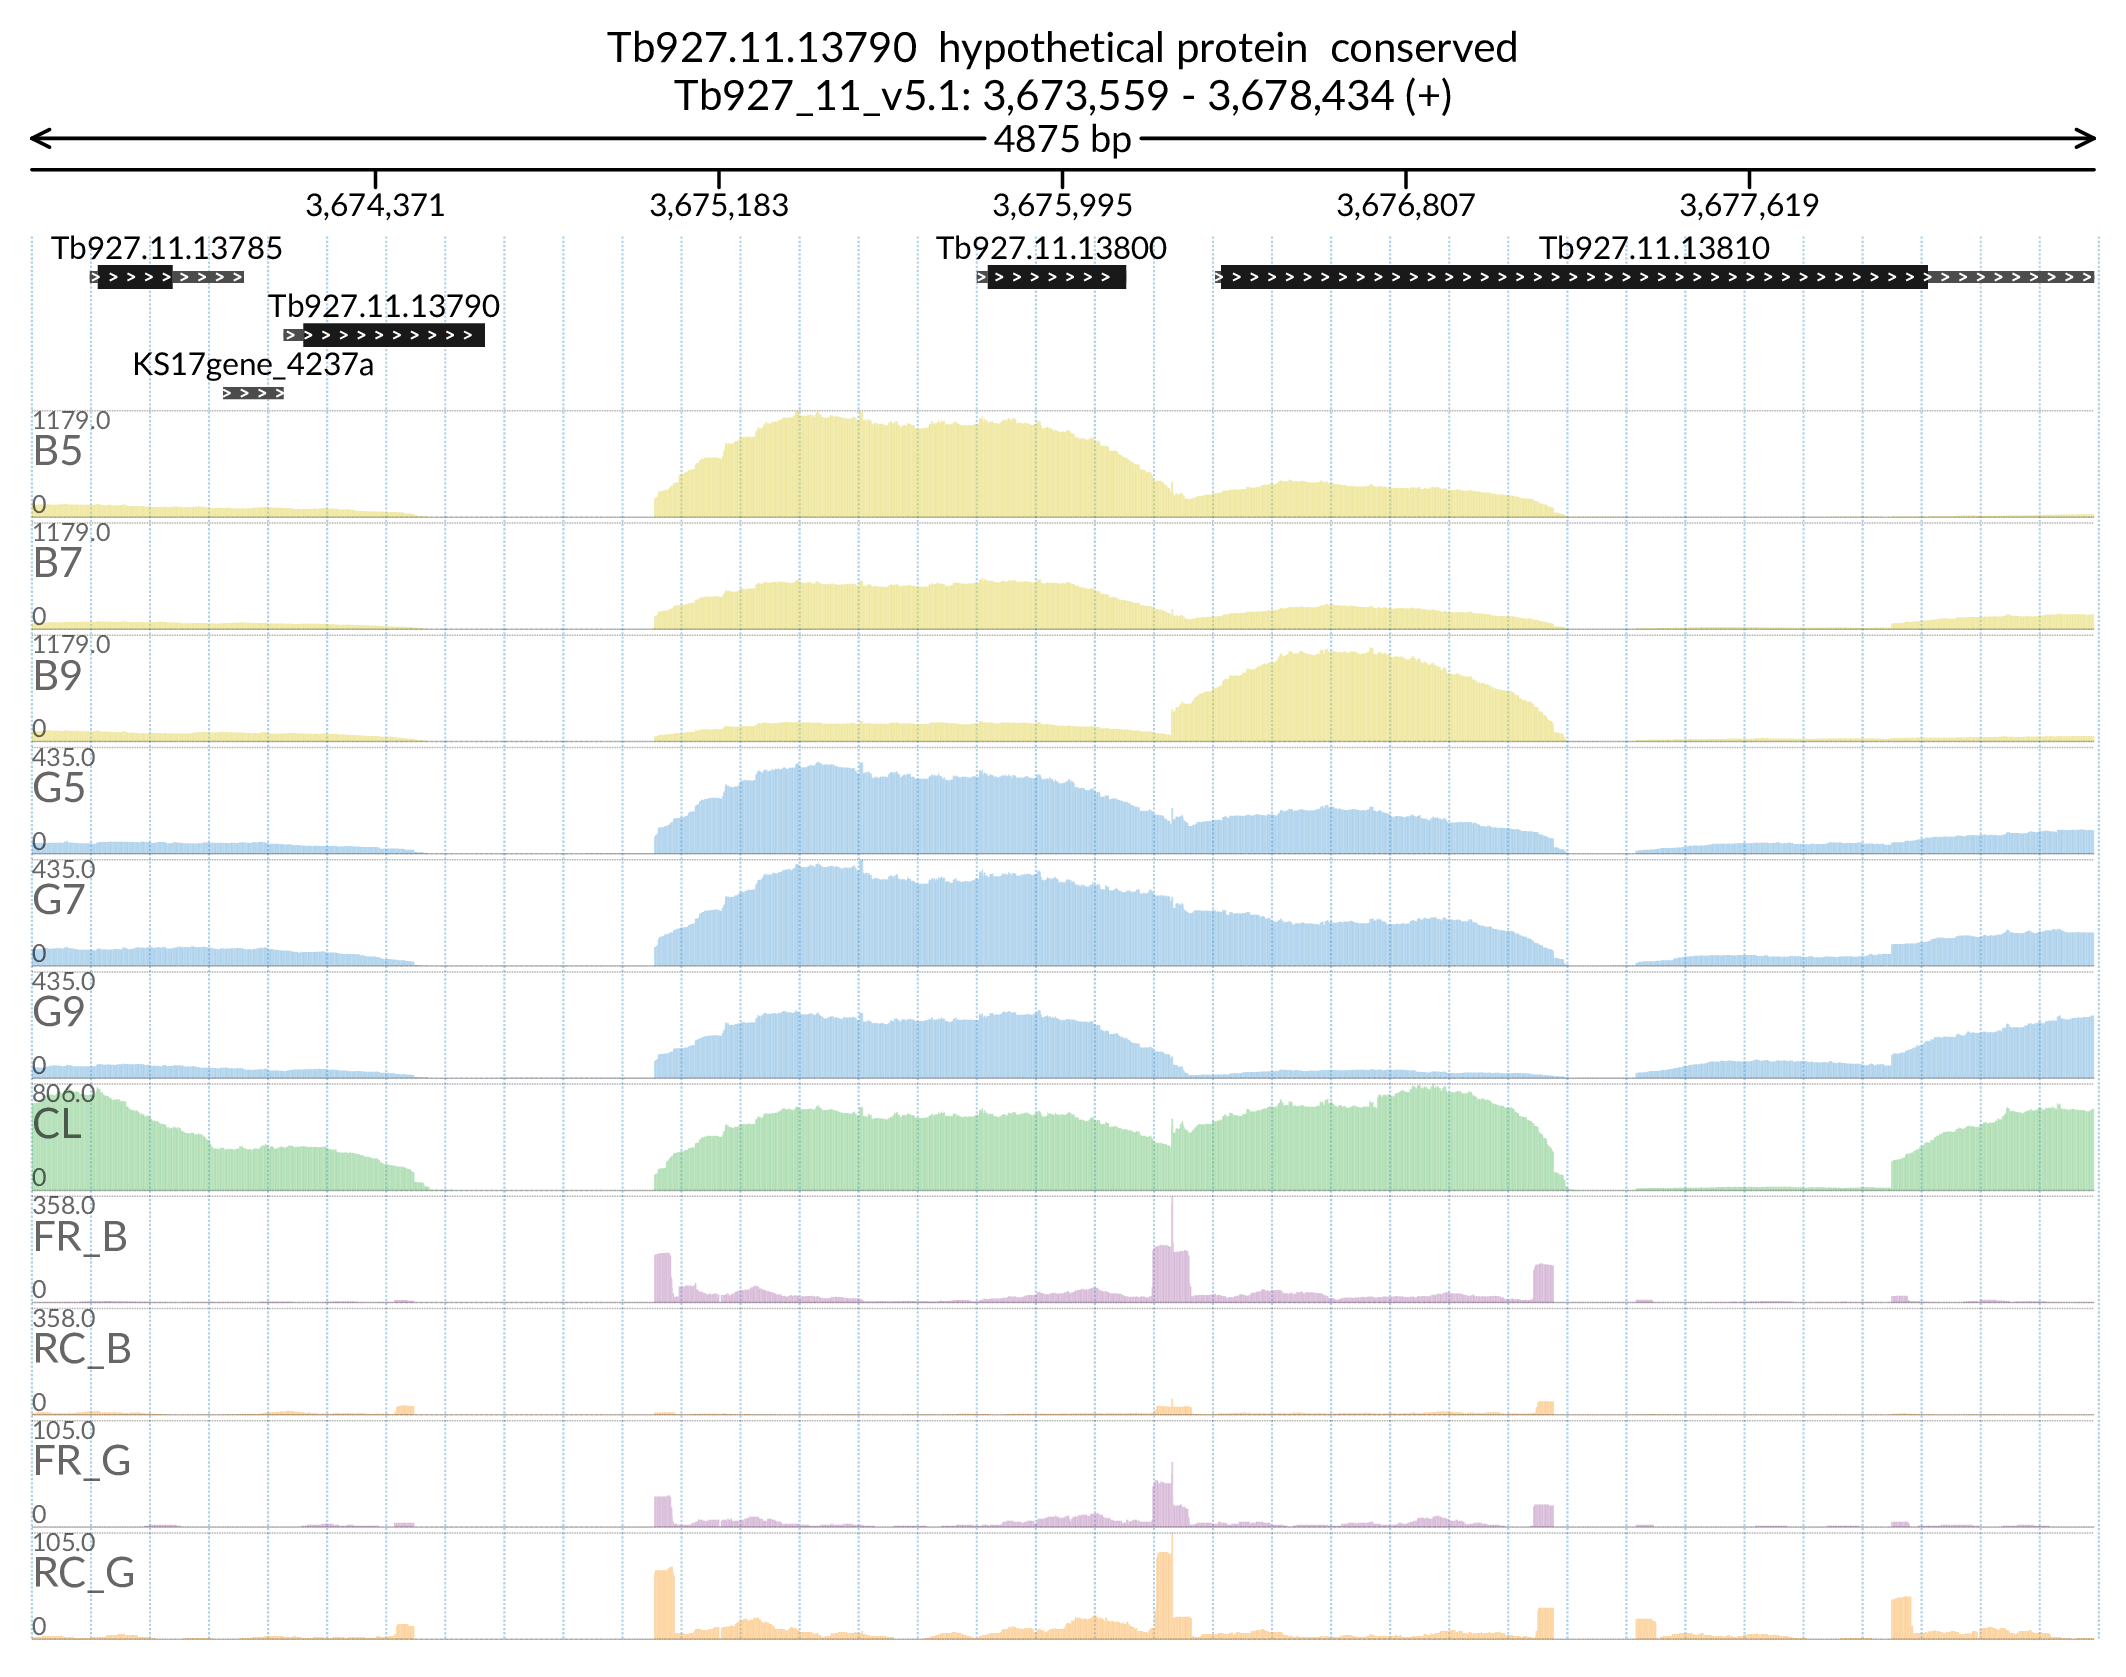 Tb927.11.13790 hypothetical protein conserved
Tb927_11_v5.1: 3,673,559 - 3,678,434 (+)
4875 bp
3,674,371 3,675,183 3,675,995 3,676,807 3,677,619
Tb927.11.13785 Tb927.11.13800 Tb927.11.13810
Tb927.11.13790
KS17gene_4237a
1179.0
B5
0
1179.0
B7
0
1179.0
B9
0
435.0
G5
0
435.0
G7
0
435.0
G9
0
806.0
CL
0
358.0
FR_B
0
358.0
RC_B
0
105.0
FR_G
0
105.0
RC_G
0